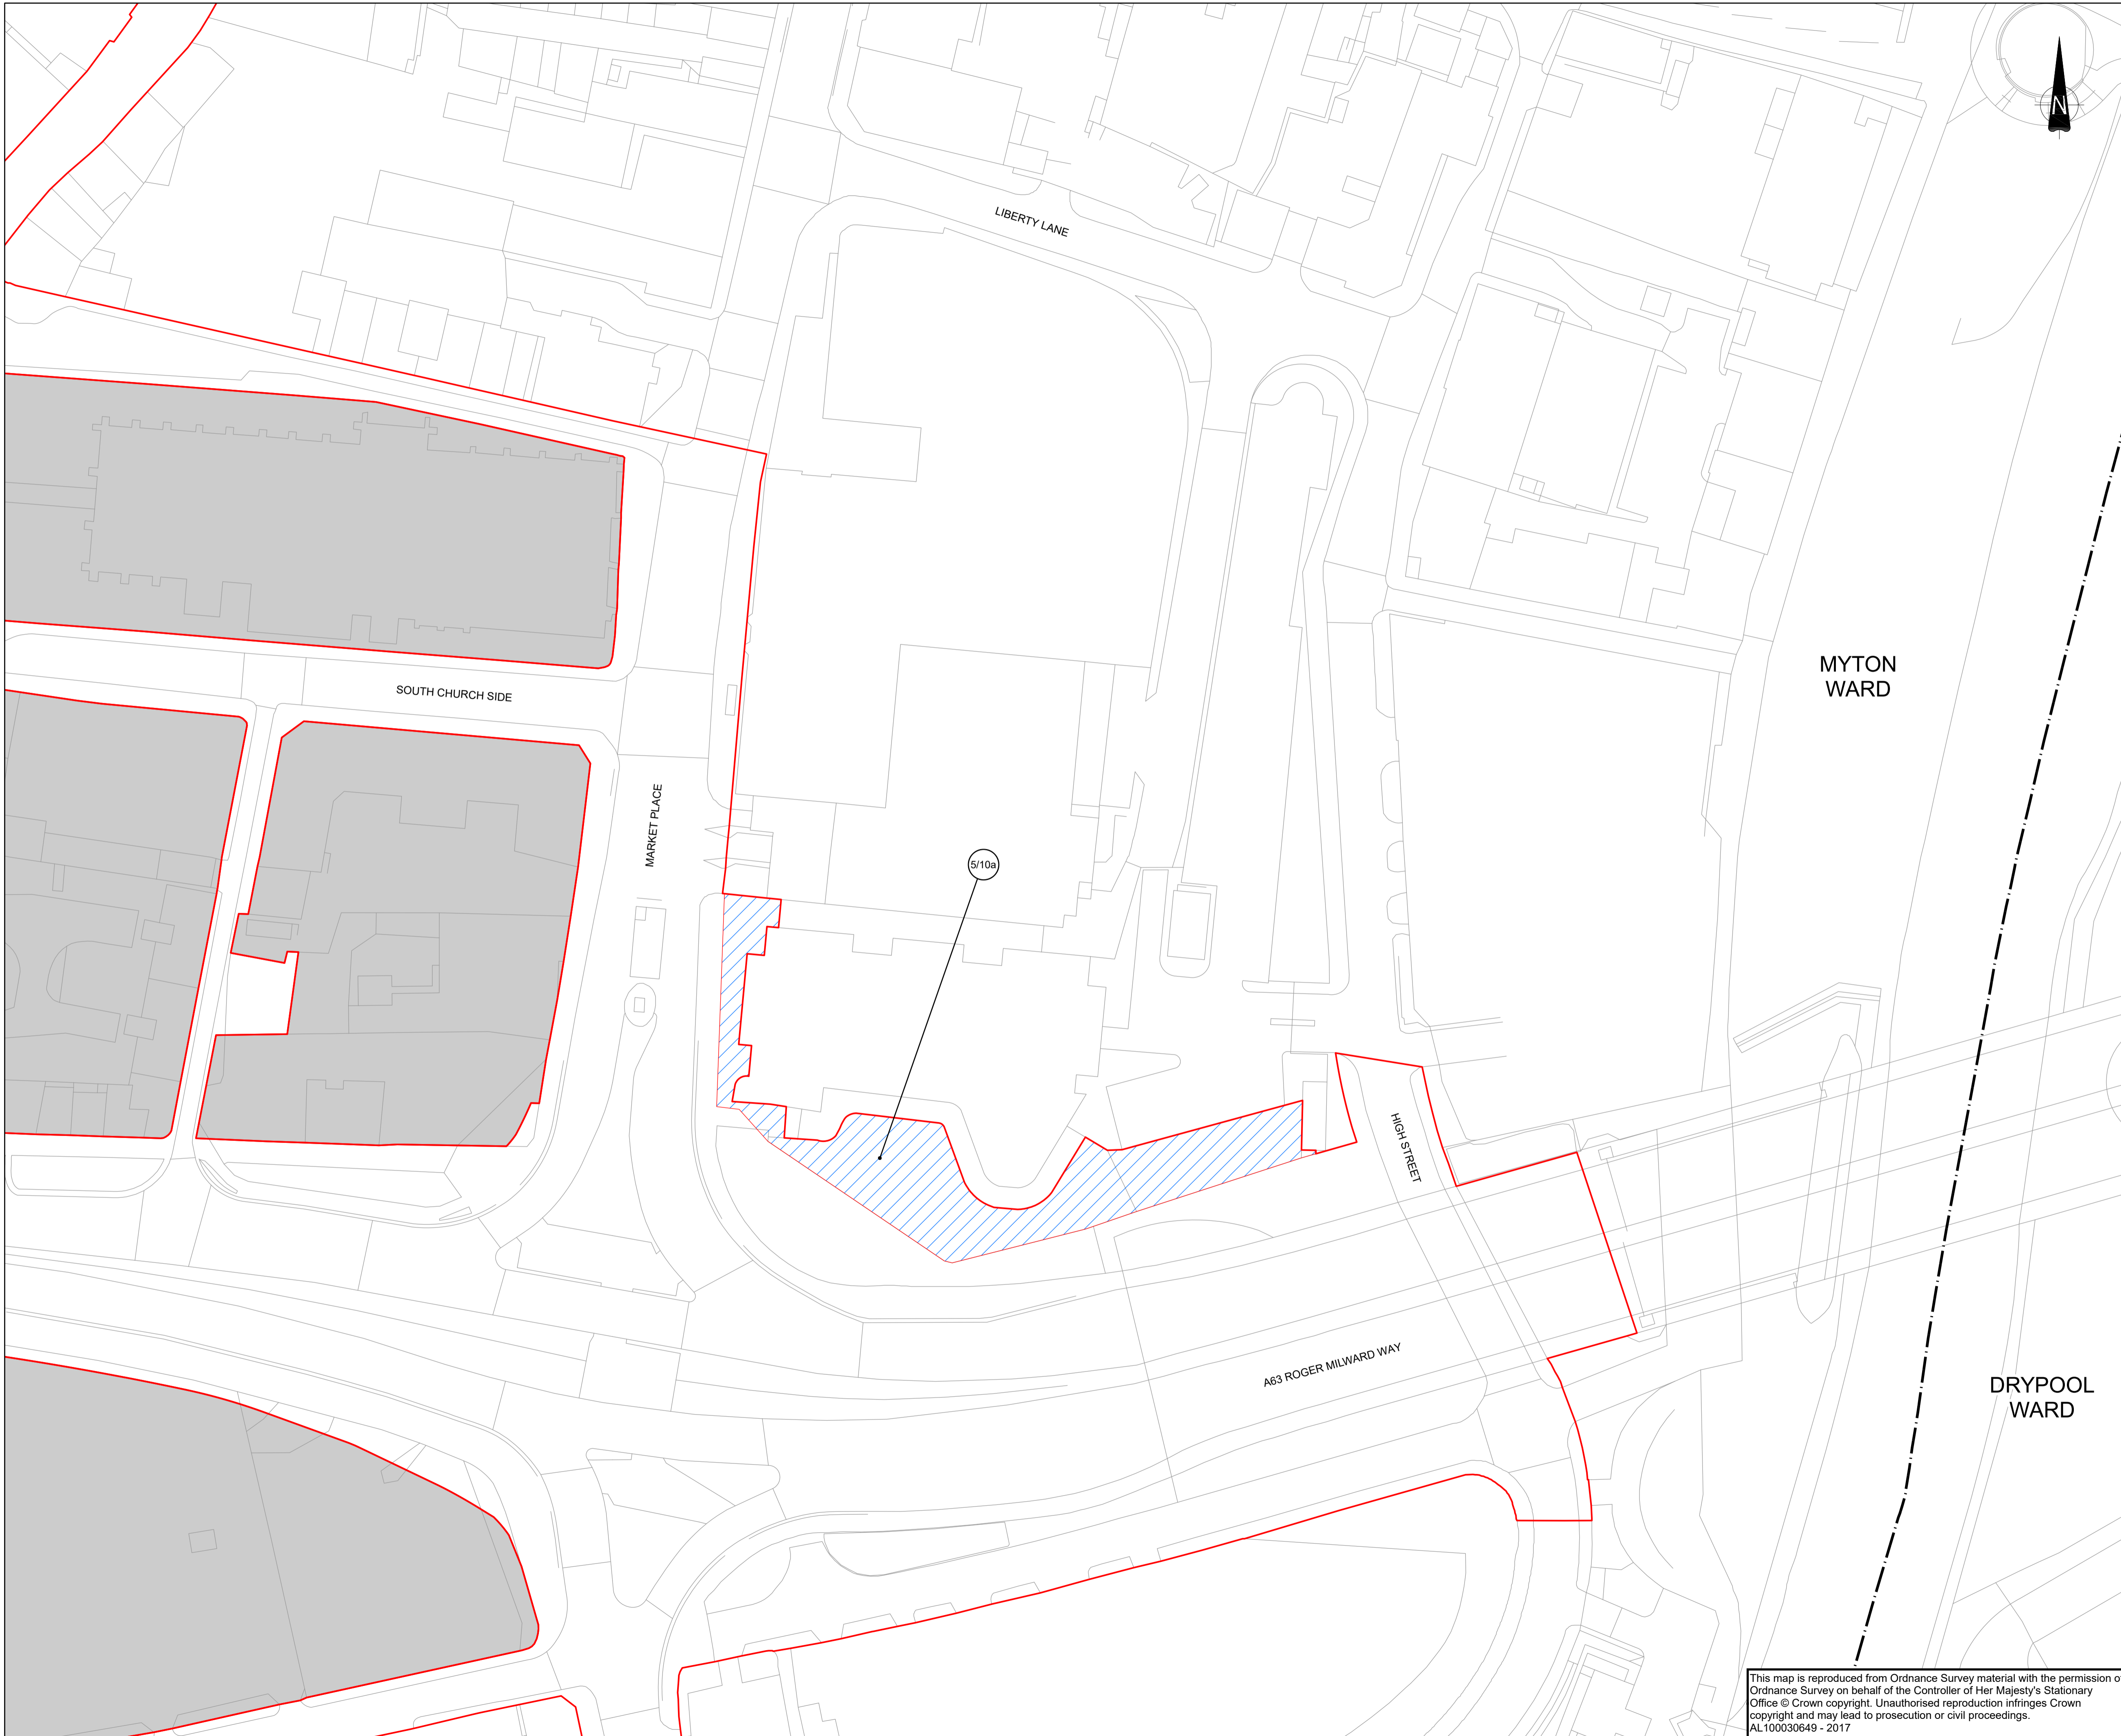 N
LIBERTY LANE
MYTON
WARD
SOUTH CHURCH SIDE
MARKET PLACE
5/10a
HIGH STREET
A63 ROGER MILWARD WAY
DRYPOOL
WARD
This map is reproduced from Ordnance Survey material with the permission of
Ordnance Survey on behalf of the Controller of Her Majesty's Stationary
Office © Crown copyright. Unauthorised reproduction infringes Crown
copyright and may lead to prosecution or civil proceedings.
AL100030649 - 2017